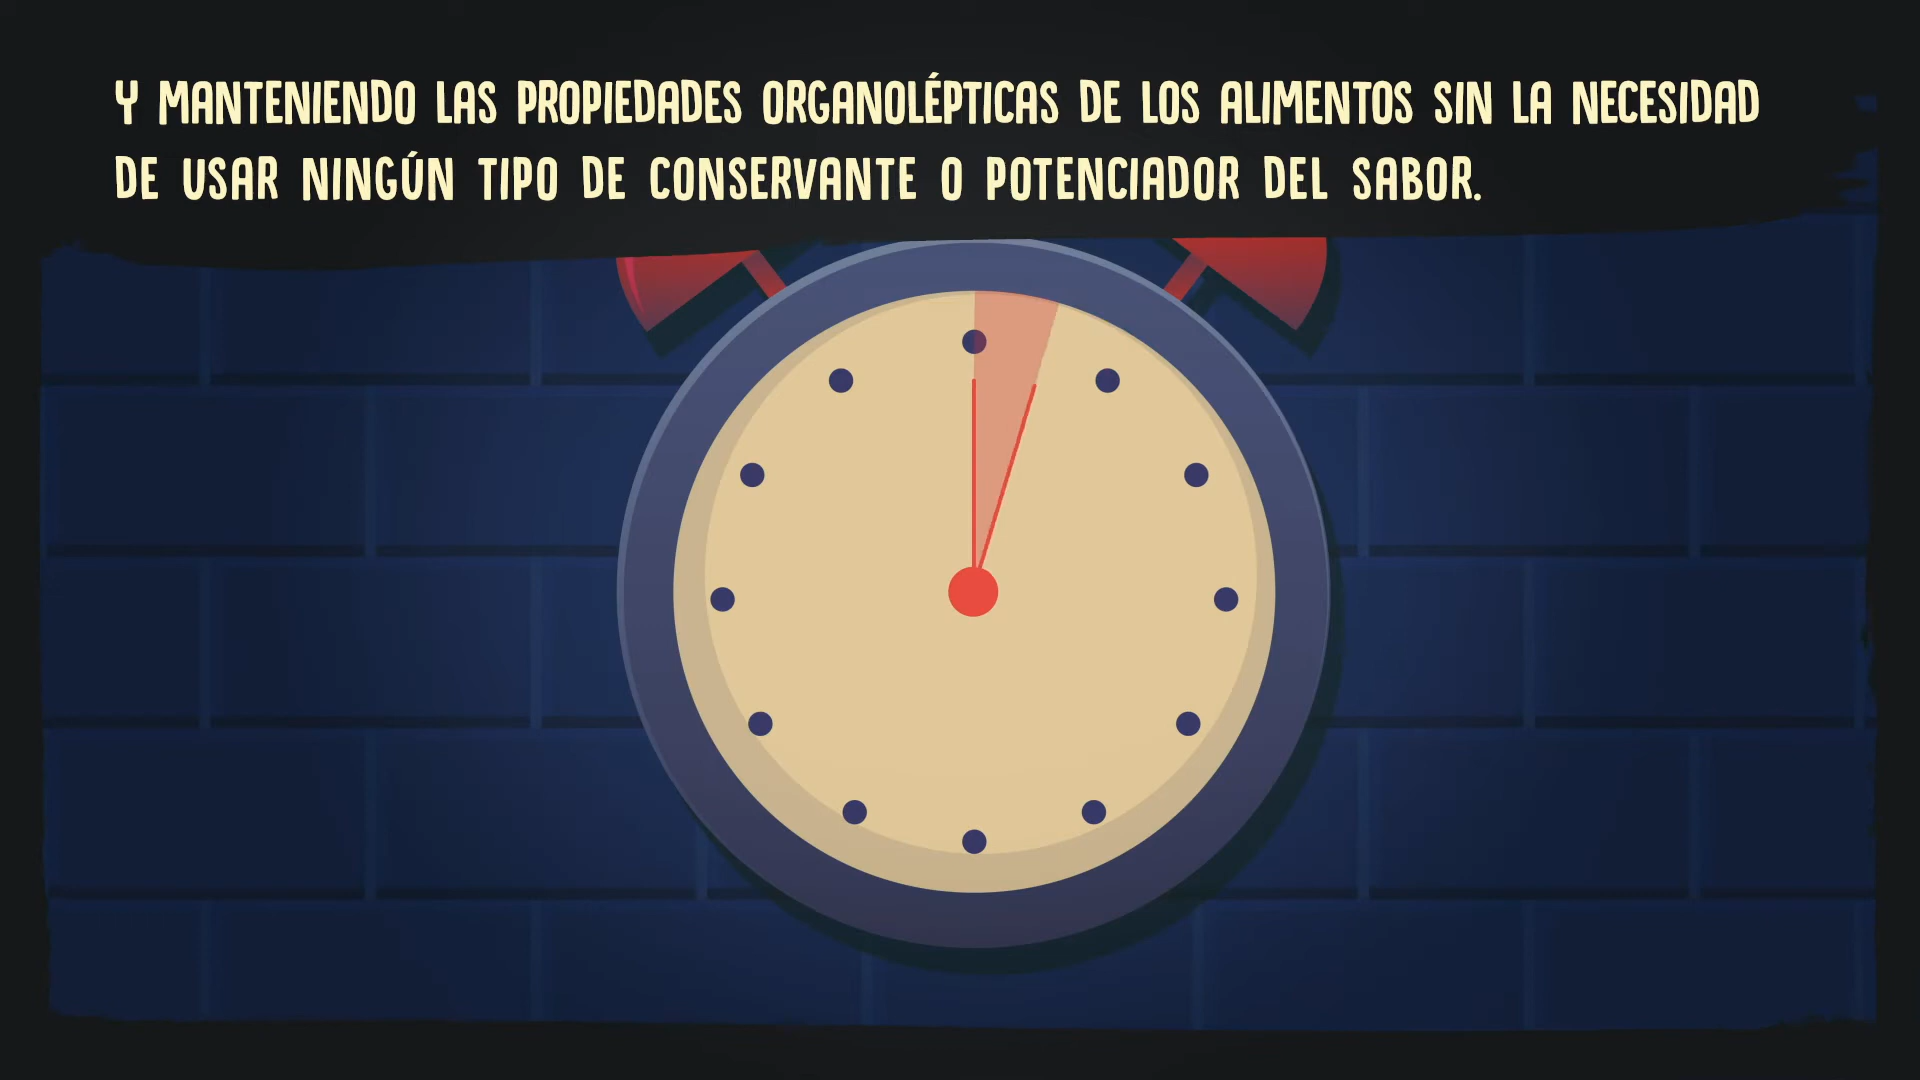 Y MANTENIENDO LAS PROPIEDADES ORGANOLÉPTICAS DE LOS ALIMENTOS SIN LA NECESIDAD
DE USAR NINGÚN TIPO DE CONSERVANTE O POTENCIADOR DEL SABOR.